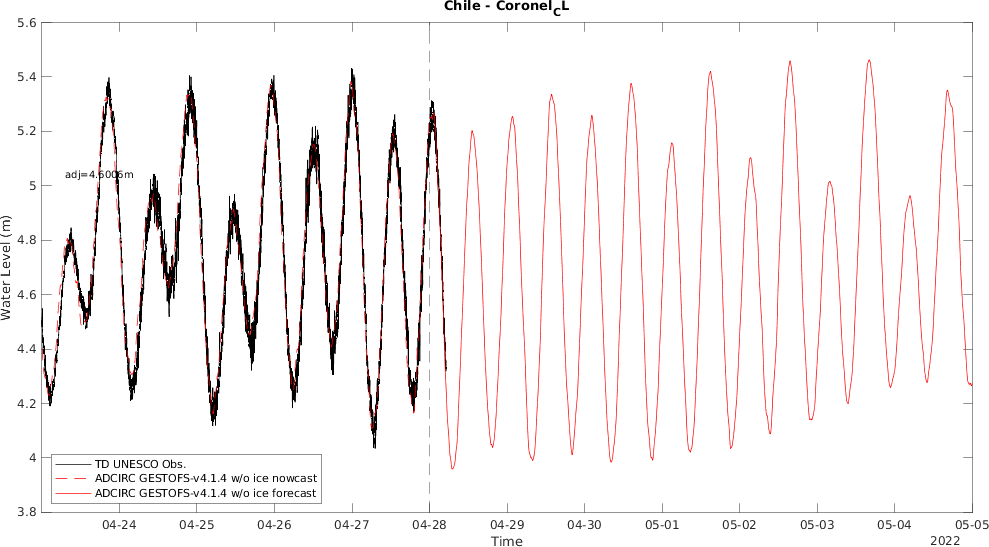 Chile - Coronel_CL
5.6
5.4
5.2
5
4.8
4.6
4.4
4.2
4
3.8
Water Level (m)
adj=4.6006m
TD UNESCO Obs.
ADCIRC GESTOFS-v4.1.4 w/o ice nowcast
ADCIRC GESTOFS-v4.1.4 w/o ice forecast
04-24 04-25 04-26 04-27 04-28 04-29 04-30 05-01 05-02 05-03 05-04 05-05
Time
2022